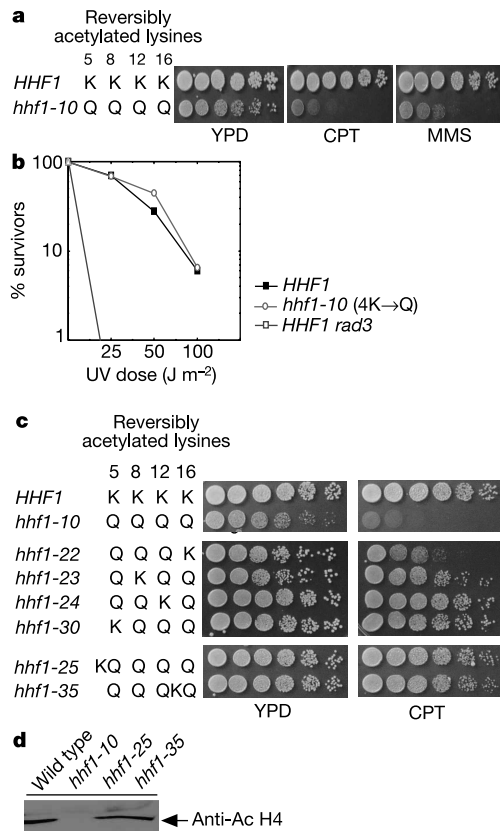 a
Reversibly
acetylated lysines
5 8 12 16
HHF1 K K K K
hhf1-10 Q Q Q Q
YPD CPT MMS
b
100
10
1
% survivors
25 50 100
UV dose (J m⁻²)
HHF1
hhf1-10 (4K→Q)
HHF1 rad3
c
Reversibly
acetylated lysines
5 8 12 16
HHF1 K K K K
hhf1-10 Q Q Q Q
hhf1-22 Q Q Q K
hhf1-23 Q K Q Q
hhf1-24 Q Q K Q
hhf1-30 K Q Q Q
hhf1-25 KQ Q Q Q
hhf1-35 Q Q QKQ
YPD CPT
d
Wild type hhf1-10 hhf1-25 hhf1-35
Anti-Ac H4